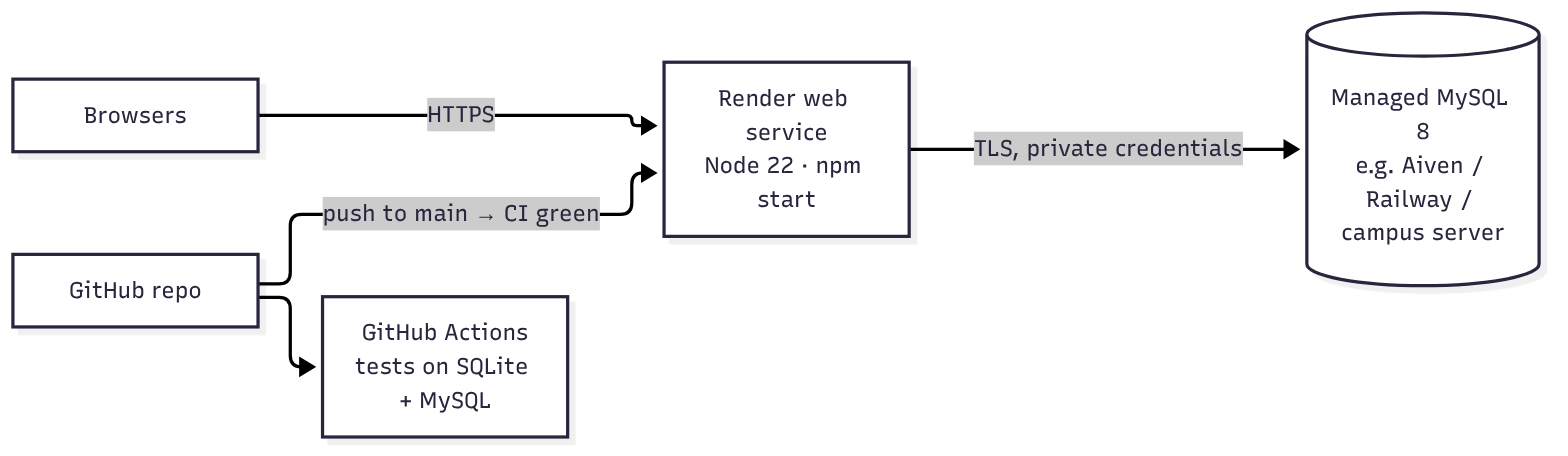 Browsers
HTTPS
Render web
service
Node 22 · npm
start
TLS, private credentials
Managed MySQL
8
e.g. Aiven /
Railway /
campus server
push to main → CI green
GitHub repo
GitHub Actions
tests on SQLite
+ MySQL